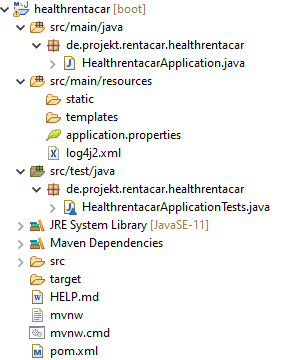 healthrentacar [boot]
src/main/java
de.projekt.rentacar.healthrentacar
HealthrentacarApplication.java
src/main/resources
static
templates
application.properties
log4j2.xml
src/test/java
de.projekt.rentacar.healthrentacar
HealthrentacarApplicationTests.java
JRE System Library [JavaSE-11]
Maven Dependencies
src
target
HELP.md
mvnw
mvnw.cmd
pom.xml